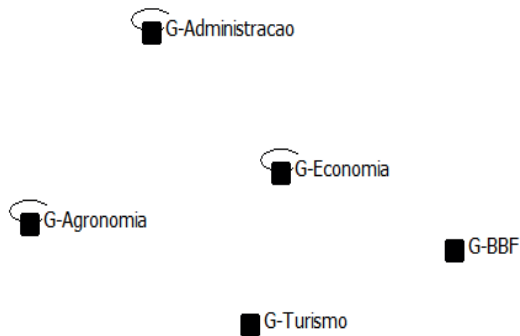 G-Administracao
G-Economia
G-Agronomia
G-BBF
G-Turismo